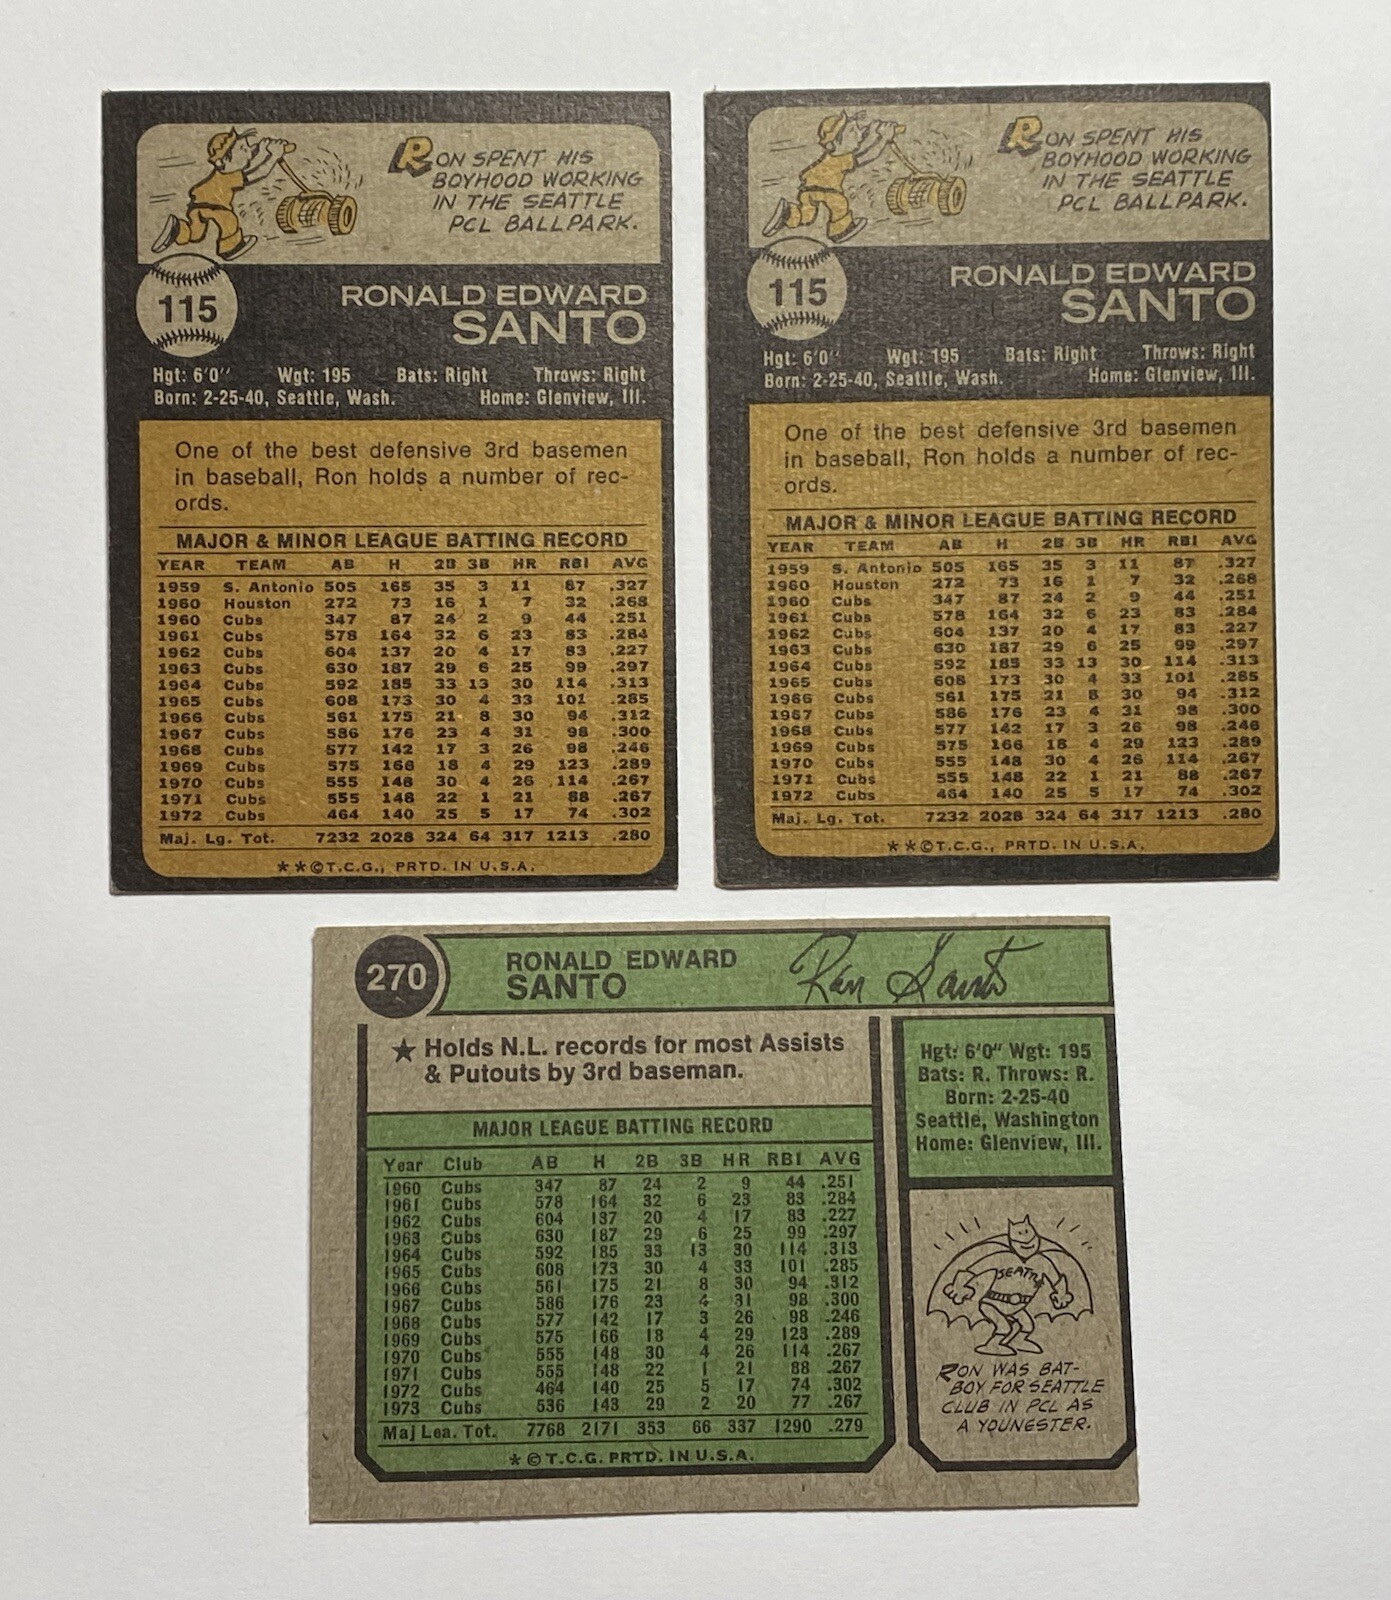 RON SPENT HIS
BOYHOOD WORKING
IN THE SEATTLE
PCL BALLPARK.
115
RONALD EDWARD
SANTO
Hgt: 6'0" Wgt: 195 Bats: Right Throws: Right
Born: 2-25-40, Seattle, Wash. Home: Glenview, Ill.
One of the best defensive 3rd basemen
in baseball, Ron holds a number of rec-
ords.
MAJOR & MINOR LEAGUE BATTING RECORD
YEAR TEAM AB H 2B 3B HR RBI AVG
1959 S. Antonio 505 165 35 3 11 87 .327
1960 Houston 272 73 16 1 7 32 .268
1960 Cubs 347 87 24 2 9 44 .251
1961 Cubs 578 164 32 6 23 83 .284
1962 Cubs 604 137 20 4 17 83 .227
1963 Cubs 630 187 29 6 25 99 .297
1964 Cubs 592 185 33 13 30 114 .313
1965 Cubs 608 173 30 4 33 101 .285
1966 Cubs 561 175 21 8 30 94 .312
1967 Cubs 586 176 23 4 31 98 .300
1968 Cubs 577 142 17 3 26 98 .246
1969 Cubs 575 166 18 4 29 123 .289
1970 Cubs 555 148 30 4 26 114 .267
1971 Cubs 555 148 22 1 21 88 .267
1972 Cubs 464 140 25 5 17 74 .302
Maj. Lg. Tot. 7232 2028 324 64 317 1213 .280
**©T.C.G., PRTD. IN U.S.A.
RON SPENT HIS
BOYHOOD WORKING
IN THE SEATTLE
PCL BALLPARK.
115
RONALD EDWARD
SANTO
Hgt: 6'0" Wgt: 195 Bats: Right Throws: Right
Born: 2-25-40, Seattle, Wash. Home: Glenview, Ill.
One of the best defensive 3rd basemen
in baseball, Ron holds a number of rec-
ords.
MAJOR & MINOR LEAGUE BATTING RECORD
YEAR TEAM AB H 2B 3B HR RBI AVG
1959 S. Antonio 505 165 35 3 11 87 .327
1960 Houston 272 73 16 1 7 32 .268
1960 Cubs 347 87 24 2 9 44 .251
1961 Cubs 578 164 32 6 23 83 .284
1962 Cubs 604 137 20 4 17 83 .227
1963 Cubs 630 187 29 6 25 99 .297
1964 Cubs 592 185 33 13 30 114 .313
1965 Cubs 608 173 30 4 33 101 .285
1966 Cubs 561 175 21 8 30 94 .312
1967 Cubs 586 176 23 4 31 98 .300
1968 Cubs 577 142 17 3 26 98 .246
1969 Cubs 575 166 18 4 29 123 .289
1970 Cubs 555 148 30 4 26 114 .267
1971 Cubs 555 148 22 1 21 88 .267
1972 Cubs 464 140 25 5 17 74 .302
Maj. Lg. Tot. 7232 2028 324 64 317 1213 .280
**©T.C.G., PRTD. IN U.S.A.
270
RONALD EDWARD
SANTO
Ron Santo
★ Holds N.L. records for most Assists
& Putouts by 3rd baseman.
MAJOR LEAGUE BATTING RECORD
Year Club AB H 2B 3B HR RBI AVG
1960 Cubs 347 87 24 2 9 44 .251
1961 Cubs 578 164 32 6 23 83 .284
1962 Cubs 604 137 20 4 17 83 .227
1963 Cubs 630 187 29 6 25 99 .297
1964 Cubs 592 185 33 13 30 114 .313
1965 Cubs 608 173 30 4 33 101 .285
1966 Cubs 561 175 21 8 30 94 .312
1967 Cubs 586 176 23 4 31 98 .300
1968 Cubs 577 142 17 3 26 98 .246
1969 Cubs 575 166 18 4 29 123 .289
1970 Cubs 555 148 30 4 26 114 .267
1971 Cubs 555 148 22 1 21 88 .267
1972 Cubs 464 140 25 5 17 74 .302
1973 Cubs 536 143 29 2 20 77 .267
Maj Lea. Tot. 7768 2171 353 66 337 1290 .279
*©T.C.G. PRTD. IN U.S.A.
Hgt: 6'0" Wgt: 195
Bats: R. Throws: R.
Born: 2-25-40
Seattle, Washington
Home: Glenview, Ill.
SEATTLE
RON WAS BAT-
BOY FOR SEATTLE
CLUB IN PCL AS
A YOUNGSTER.